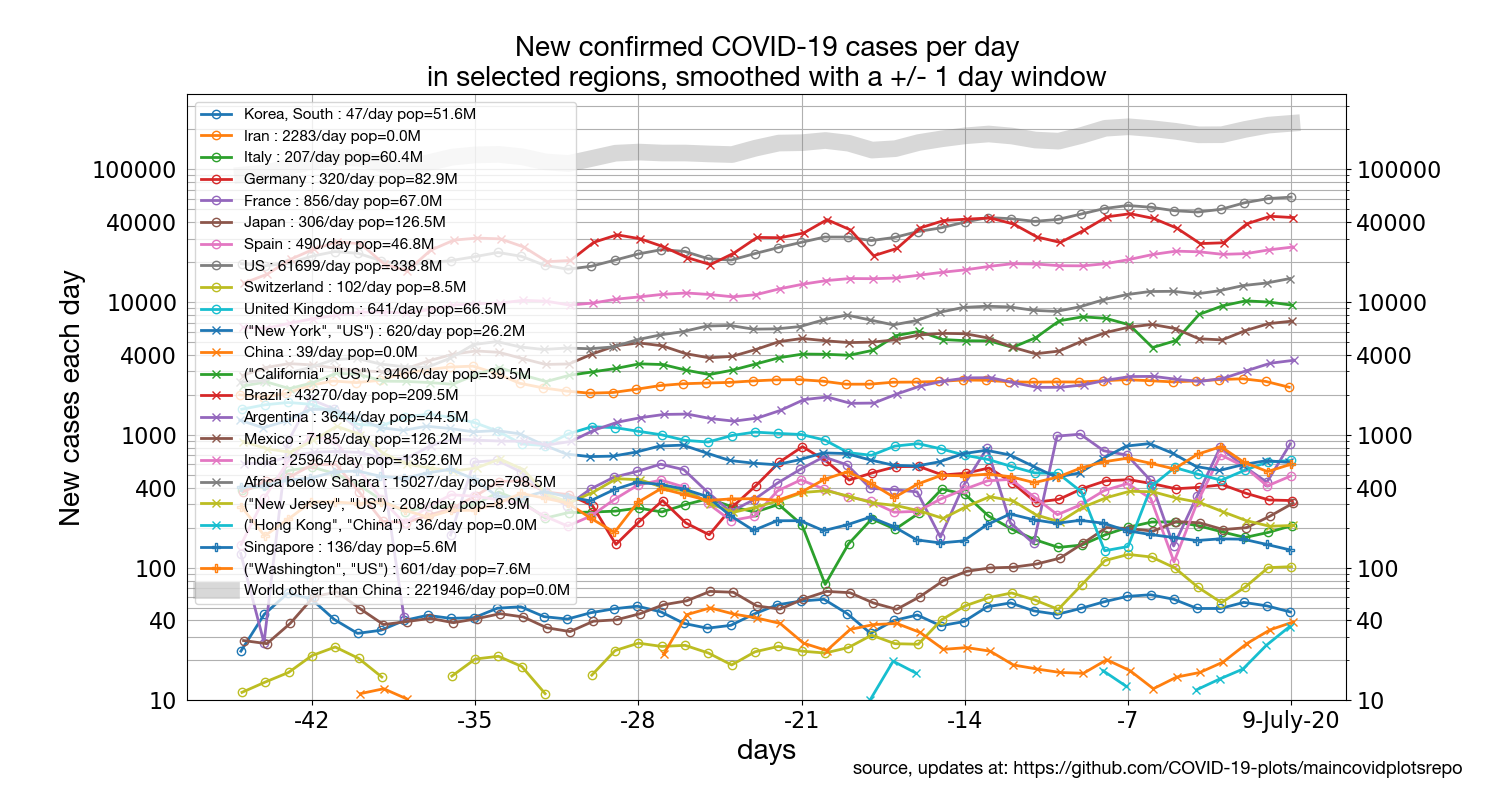 New confirmed COVID-19 cases per day
in selected regions, smoothed with a +/- 1 day window
New cases each day
100000
40000
10000
4000
1000
400
100
40
10
Korea, South : 47/day pop=51.6M
Iran : 2283/day pop=0.0M
Italy : 207/day pop=60.4M
Germany : 320/day pop=82.9M
France : 856/day pop=67.0M
Japan : 306/day pop=126.5M
Spain : 490/day pop=46.8M
US : 61699/day pop=338.8M
Switzerland : 102/day pop=8.5M
United Kingdom : 641/day pop=66.5M
("New York", "US") : 620/day pop=26.2M
China : 39/day pop=0.0M
("California", "US") : 9466/day pop=39.5M
Brazil : 43270/day pop=209.5M
Argentina : 3644/day pop=44.5M
Mexico : 7185/day pop=126.2M
India : 25964/day pop=1352.6M
Africa below Sahara : 15027/day pop=798.5M
("New Jersey", "US") : 208/day pop=8.9M
("Hong Kong", "China") : 36/day pop=0.0M
Singapore : 136/day pop=5.6M
("Washington", "US") : 601/day pop=7.6M
World other than China : 221946/day pop=0.0M
100000
40000
10000
4000
1000
400
100
40
10
-42 -35 -28 -21 -14 -7 9-July-20
days
source, updates at: https://github.com/COVID-19-plots/maincovidplotsrepo